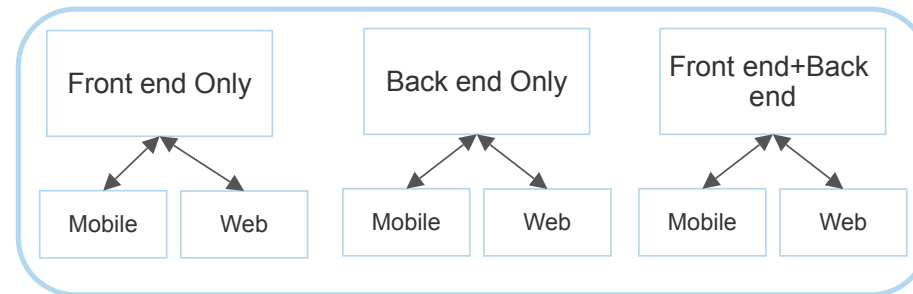 Front end Only
Back end Only
Front end+Back
end
Mobile
Web
Mobile
Web
Mobile
Web